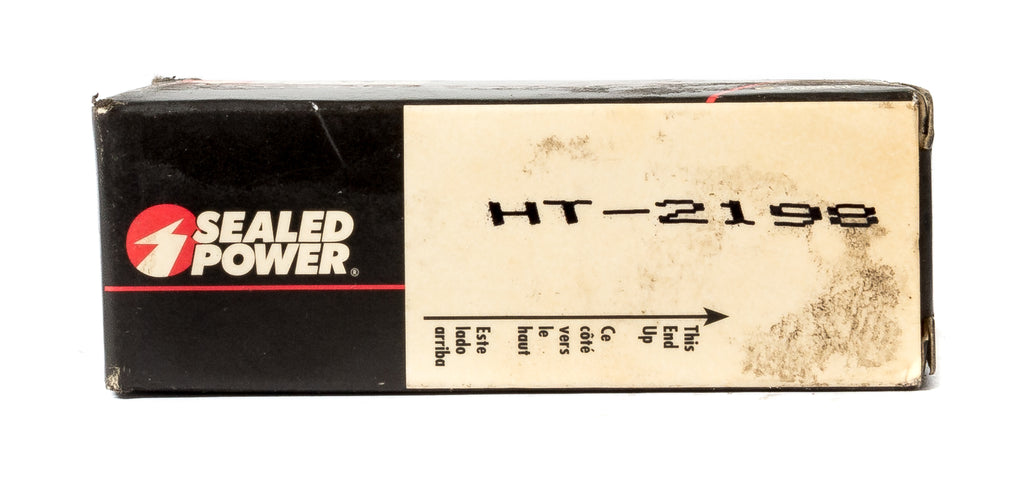 SEALED
POWER®
HT-2198
This
End
Up
Ce
côté
vers
le
haut
Este
lado
arriba